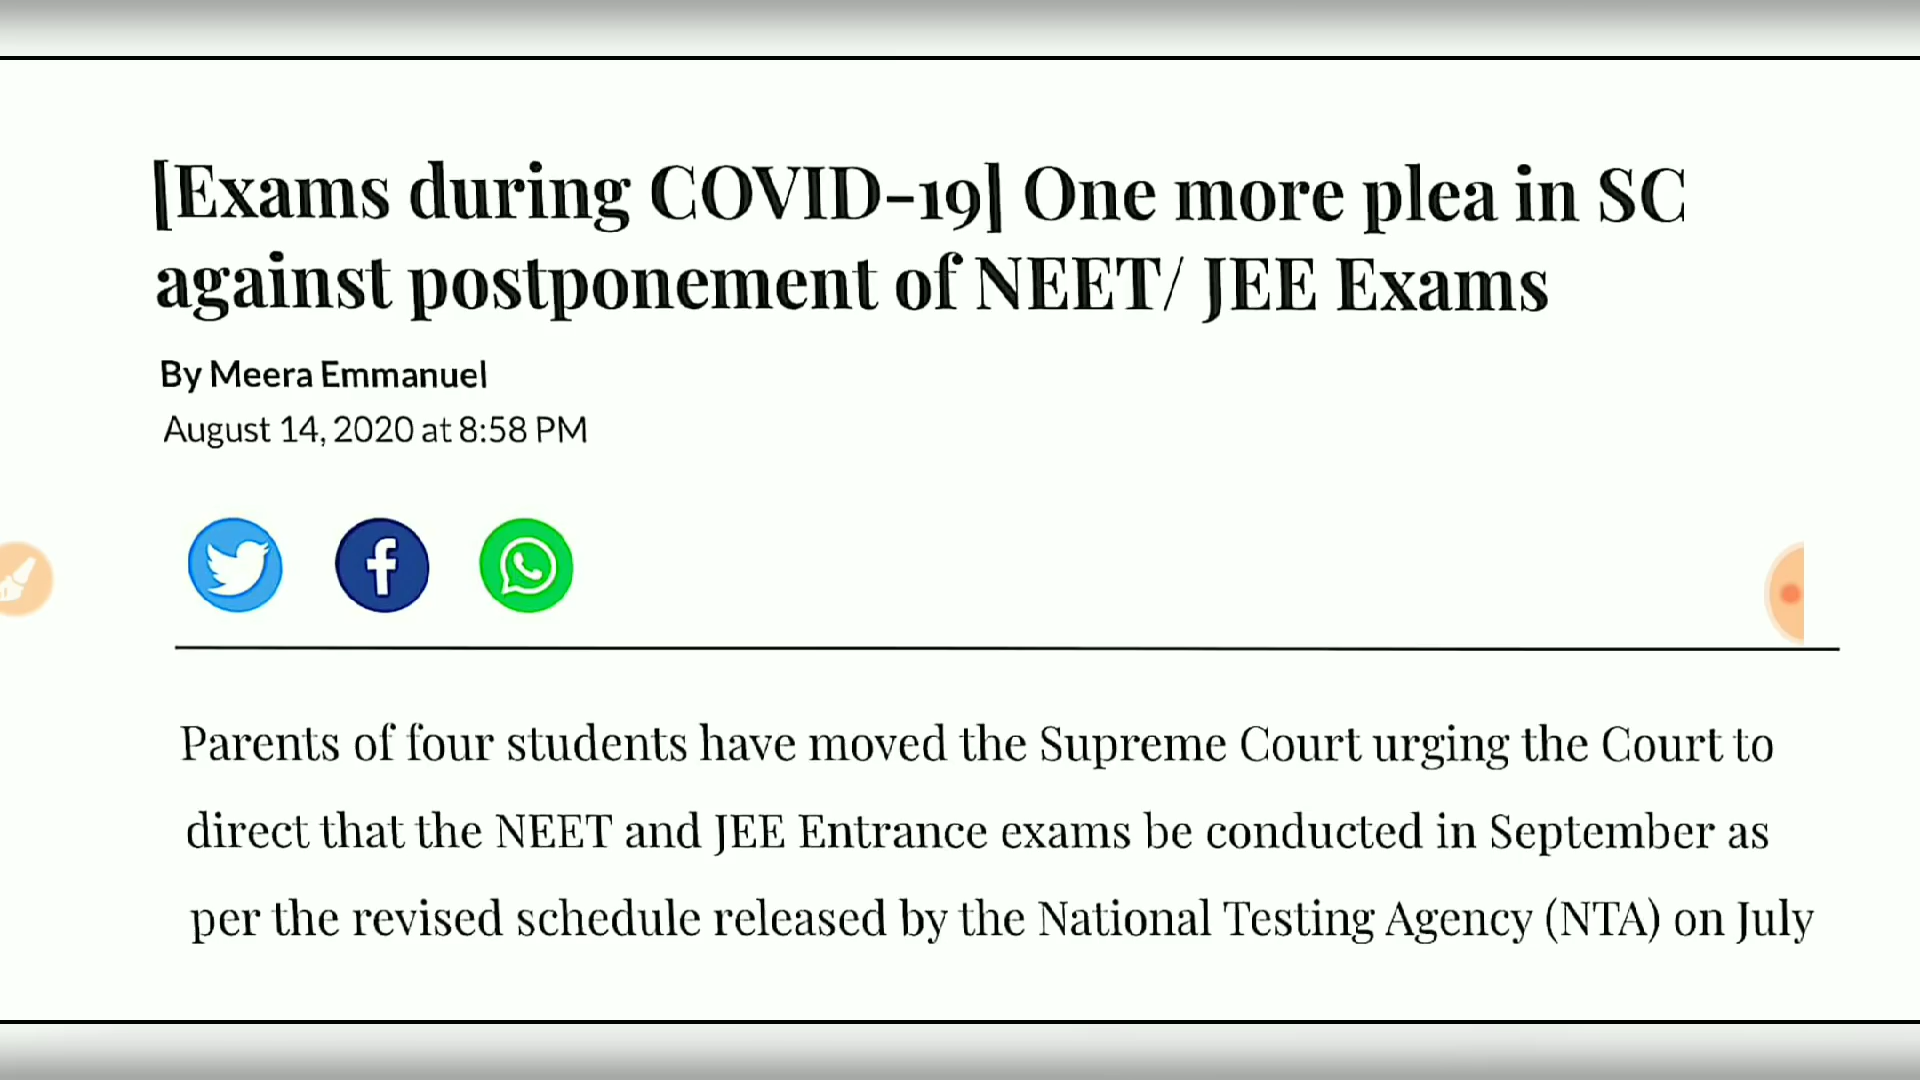 [Exams during COVID-19] One more plea in SC
against postponement of NEET/ JEE Exams
By Meera Emmanuel
August 14, 2020 at 8:58 PM
Parents of four students have moved the Supreme Court urging the Court to
direct that the NEET and JEE Entrance exams be conducted in September as
per the revised schedule released by the National Testing Agency (NTA) on July